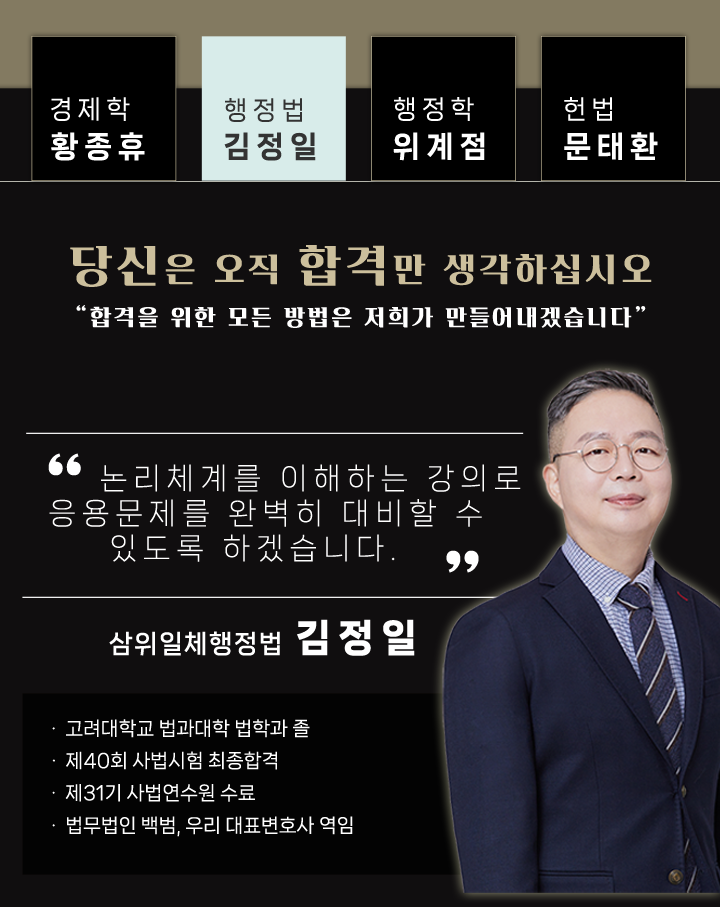 경제학
황종휴
행정법
김정일
행정학
위계점
헌법
문태환
당신은 오직 합격만 생각하십시오
“합격을 위한 모든 방법은 저희가 만들어내겠습니다”
“ 논리체계를 이해하는 강의로
응용문제를 완벽히 대비할 수
있도록 하겠습니다. ”
삼위일체행정법 김정일
· 고려대학교 법과대학 법학과 졸
· 제40회 사법시험 최종합격
· 제31기 사법연수원 수료
· 법무법인 백범, 우리 대표변호사 역임